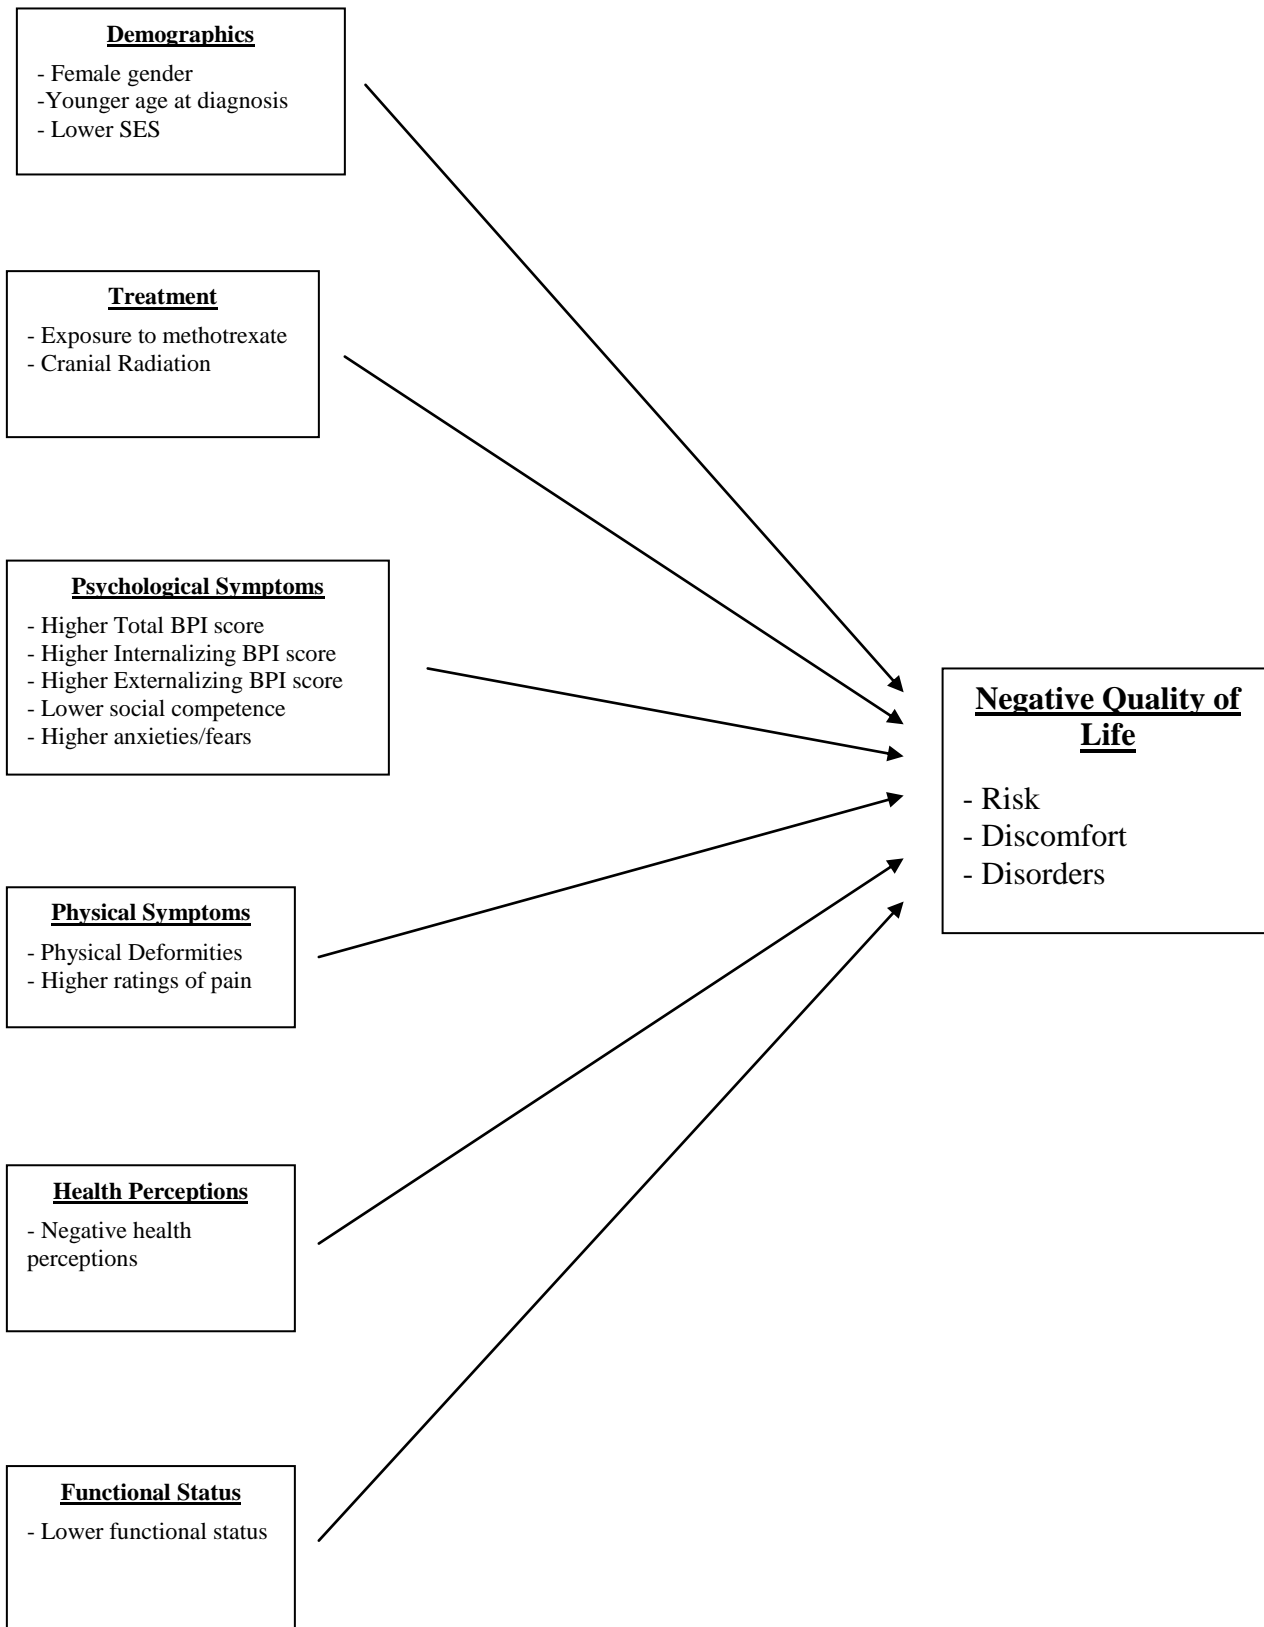 Demographics
- Female gender
-Younger age at diagnosis
- Lower SES
Treatment
- Exposure to methotrexate
- Cranial Radiation
Psychological Symptoms
- Higher Total BPI score
- Higher Internalizing BPI score
- Higher Externalizing BPI score
- Lower social competence
- Higher anxieties/fears
Negative Quality of
Life
- Risk
- Discomfort
- Disorders
Physical Symptoms
- Physical Deformities
- Higher ratings of pain
Health Perceptions
- Negative health
perceptions
Functional Status
- Lower functional status